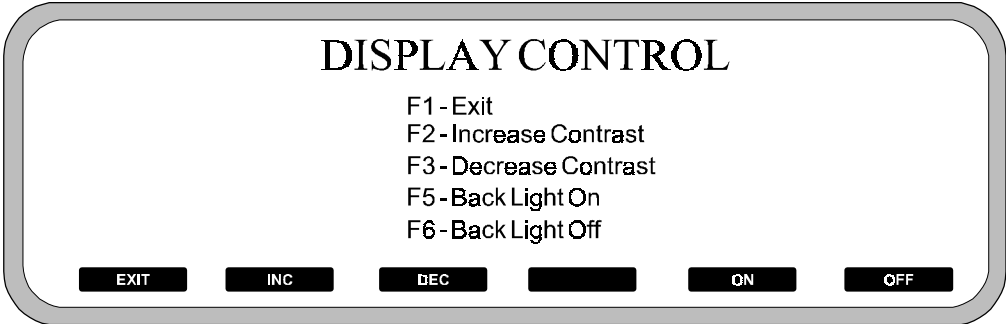 DISPLAY CONTROL
F1 - Exit
F2 - Increase Contrast
F3 - Decrease Contrast
F5 - Back Light On
F6 - Back Light Off
EXIT INC DEC ON OFF